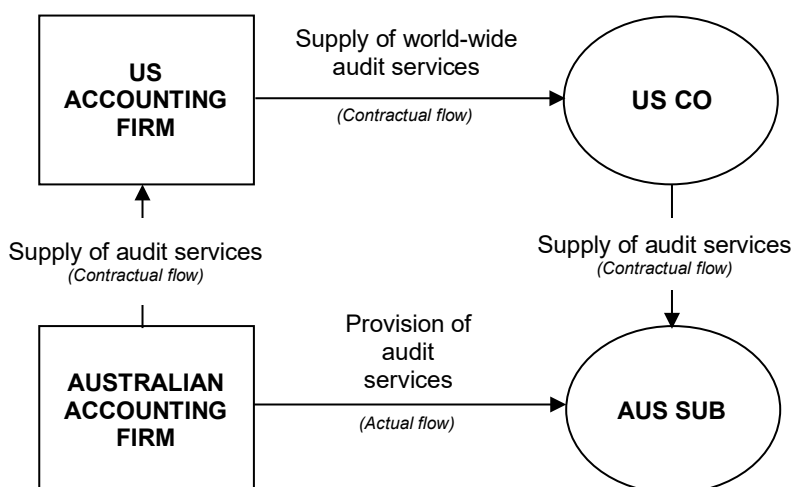 US
ACCOUNTING
FIRM
Supply of world-wide
audit services
(Contractual flow)
US CO
Supply of audit services
(Contractual flow)
Supply of audit services
(Contractual flow)
AUSTRALIAN
ACCOUNTING
FIRM
Provision of
audit
services
(Actual flow)
AUS SUB